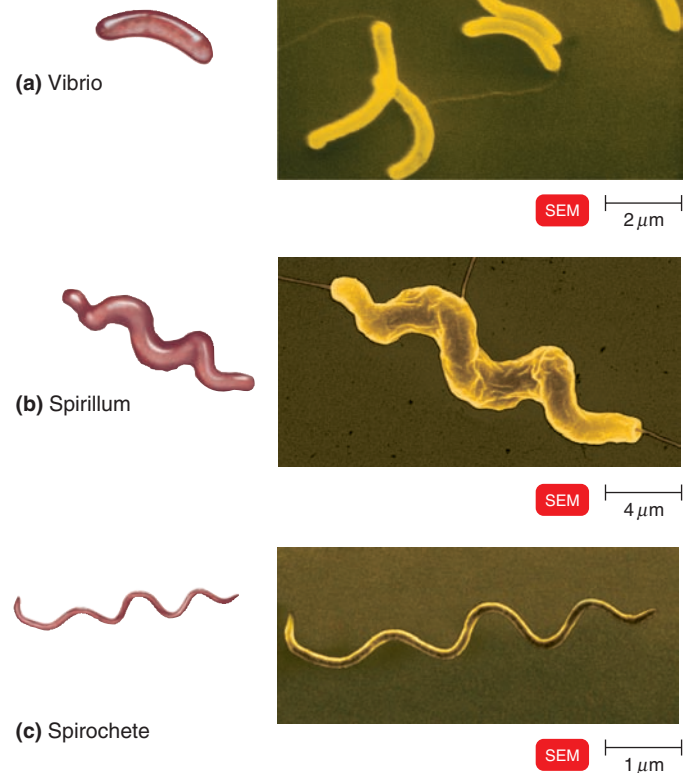 (a) Vibrio
SEM
2 μm
(b) Spirillum
SEM
4 μm
(c) Spirochete
SEM
1 μm